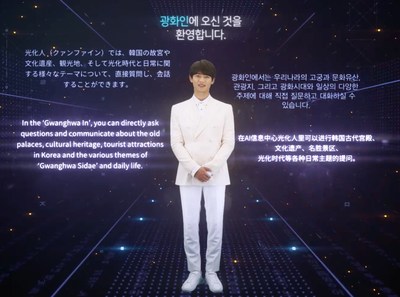 광화인에 오신 것을
환영합니다.
光化人（クァンファイン）では、韓国の故宮や
文化遺産、観光地、そして光化時代と日常に関
する様々なテーマについて、直接質問し、会話
することができます。
광화인에서는 우리나라의 고궁과 문화유산,
관광지, 그리고 광화시대와 일상의 다양한
주제에 대해 직접 질문하고 대화하실 수
있습니다.
In the 'Gwanghwa In', you can directly ask
questions and communicate about the old
palaces, cultural heritage, tourist attractions
in Korea and the various themes of
'Gwanghwa Sidae' and daily life.
在AI信息中心光化人里可以进行韩国古代宫殿、
文化遗产、名胜景区、
光化时代等各种日常主题的提问。